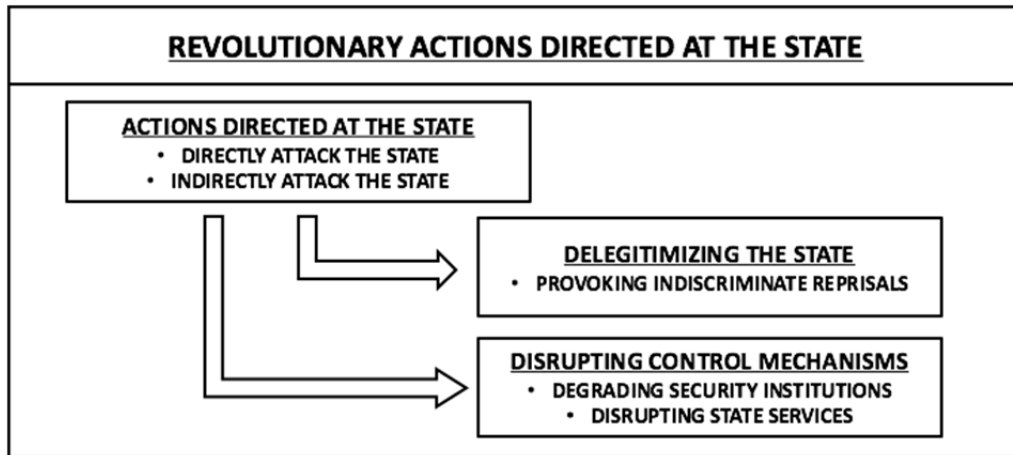 REVOLUTIONARY ACTIONS DIRECTED AT THE STATE
ACTIONS DIRECTED AT THE STATE
• DIRECTLY ATTACK THE STATE
• INDIRECTLY ATTACK THE STATE
DELEGITIMIZING THE STATE
• PROVOKING INDISCRIMINATE REPRISALS
DISRUPTING CONTROL MECHANISMS
• DEGRADING SECURITY INSTITUTIONS
• DISRUPTING STATE SERVICES